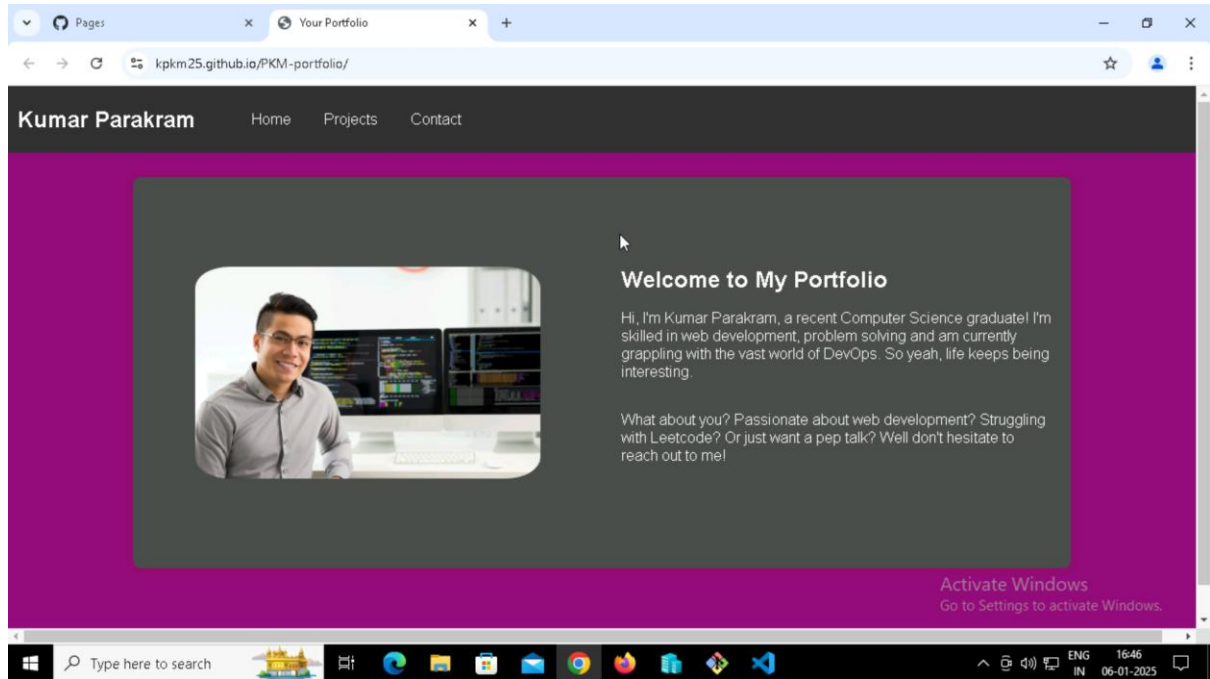 Pages
Your Portfolio
kpkm25.github.io/PKM-portfolio/
Kumar Parakram Home Projects Contact
Welcome to My Portfolio
Hi, I'm Kumar Parakram, a recent Computer Science graduate! I'm
skilled in web development, problem solving and am currently
grappling with the vast world of DevOps. So yeah, life keeps being
interesting.
What about you? Passionate about web development? Struggling
with Leetcode? Or just want a pep talk? Well don't hesitate to
reach out to me!
Activate Windows
Go to Settings to activate Windows.
Type here to search
ENG
IN
16:46
06-01-2025